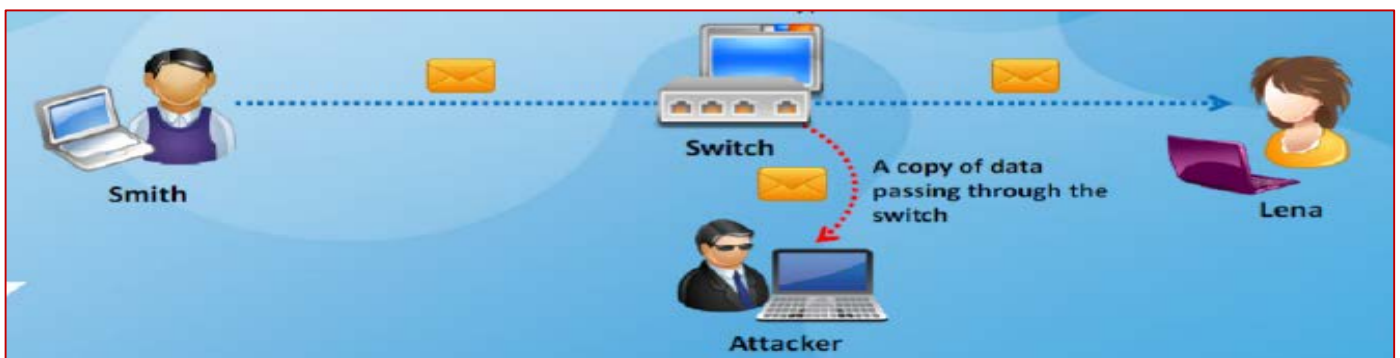 Switch
A copy of data
passing through the
switch
Smith
Lena
Attacker